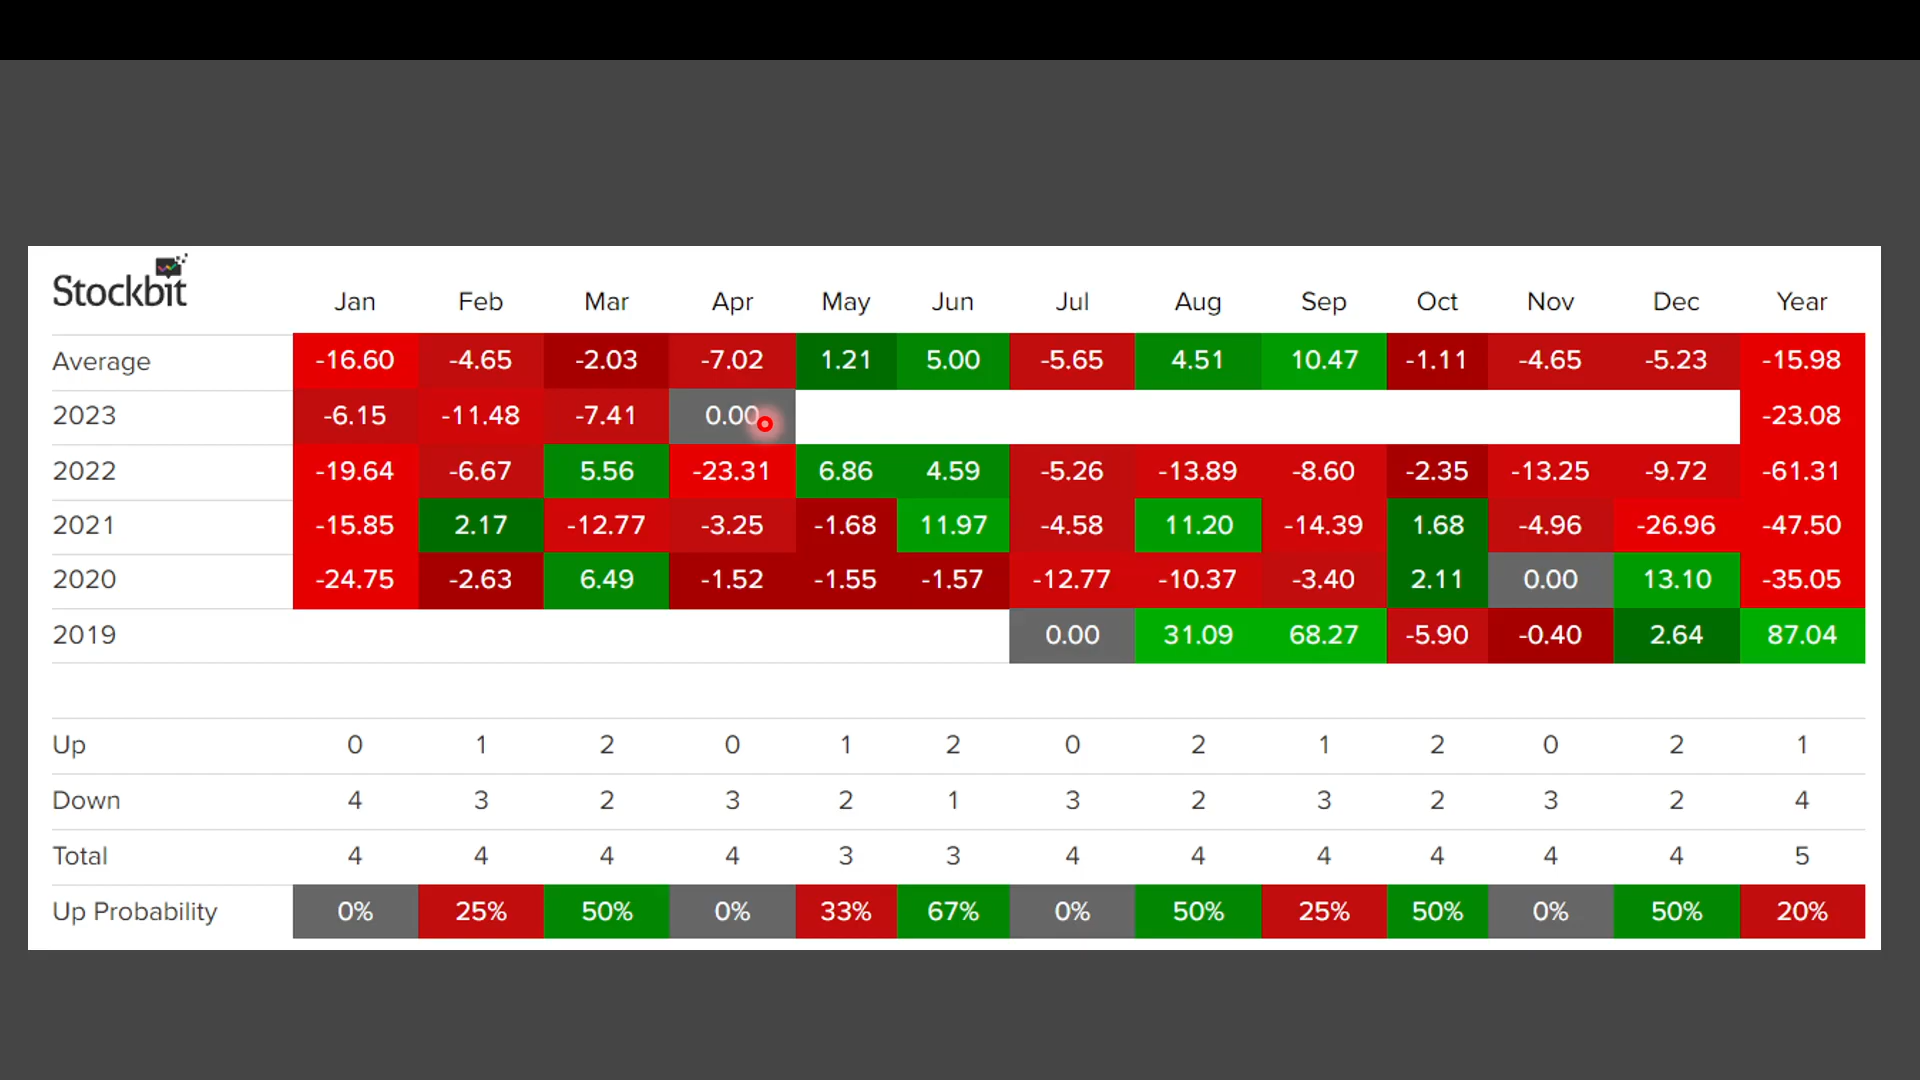 Stockbit
Jan Feb Mar Apr May Jun Jul Aug Sep Oct Nov Dec Year
Average -16.60 -4.65 -2.03 -7.02 1.21 5.00 -5.65 4.51 10.47 -1.11 -4.65 -5.23 -15.98
2023 -6.15 -11.48 -7.41 0.00 -23.08
2022 -19.64 -6.67 5.56 -23.31 6.86 4.59 -5.26 -13.89 -8.60 -2.35 -13.25 -9.72 -61.31
2021 -15.85 2.17 -12.77 -3.25 -1.68 11.97 -4.58 11.20 -14.39 1.68 -4.96 -26.96 -47.50
2020 -24.75 -2.63 6.49 -1.52 -1.55 -1.57 -12.77 -10.37 -3.40 2.11 0.00 13.10 -35.05
2019 0.00 31.09 68.27 -5.90 -0.40 2.64 87.04
Up 0 1 2 0 1 2 0 2 1 2 0 2 1
Down 4 3 2 3 2 1 3 2 3 2 3 2 4
Total 4 4 4 4 3 3 4 4 4 4 4 4 5
Up Probability 0% 25% 50% 0% 33% 67% 0% 50% 25% 50% 0% 50% 20%